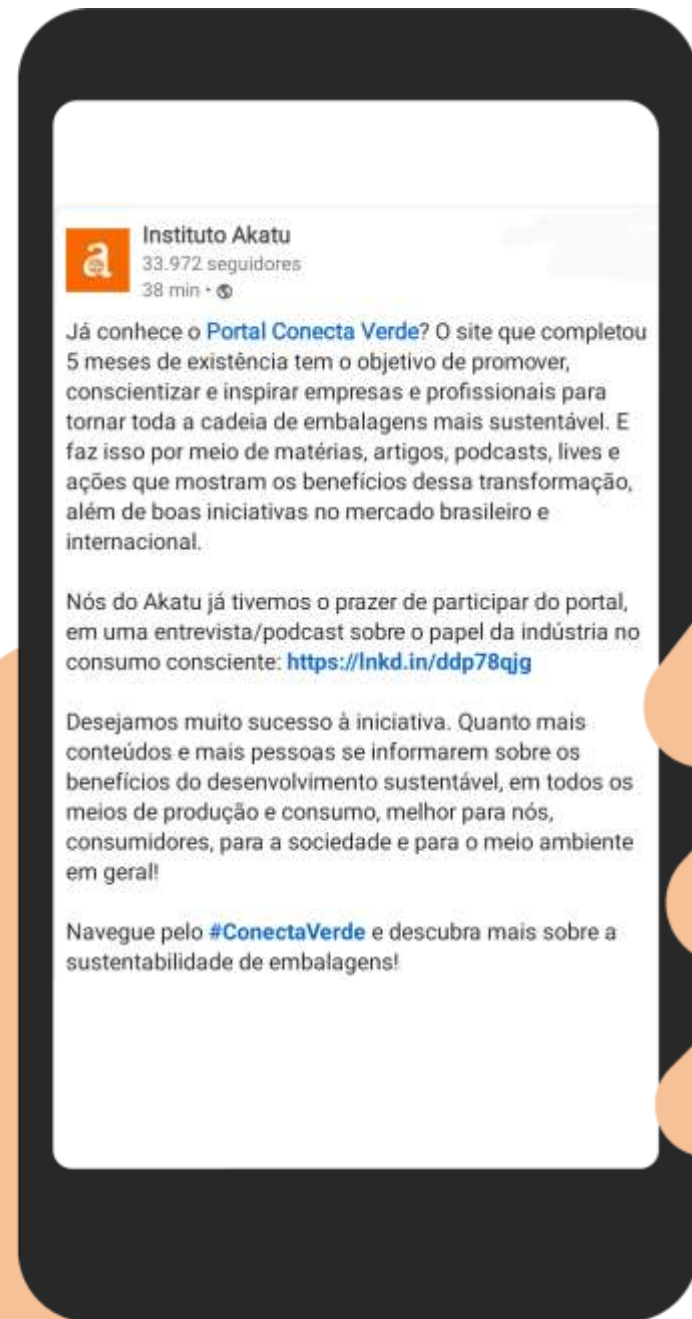 a
Instituto Akatu
33.972 seguidores
38 min •
Já conhece o Portal Conecta Verde? O site que completou
5 meses de existência tem o objetivo de promover,
conscientizar e inspirar empresas e profissionais para
tornar toda a cadeia de embalagens mais sustentável. E
faz isso por meio de matérias, artigos, podcasts, lives e
ações que mostram os benefícios dessa transformação,
além de boas iniciativas no mercado brasileiro e
internacional.
Nós do Akatu já tivemos o prazer de participar do portal,
em uma entrevista/podcast sobre o papel da indústria no
consumo consciente: https://lnkd.in/ddp78qjg
Desejamos muito sucesso à iniciativa. Quanto mais
conteúdos e mais pessoas se informarem sobre os
benefícios do desenvolvimento sustentável, em todos os
meios de produção e consumo, melhor para nós,
consumidores, para a sociedade e para o meio ambiente
em geral!
Navegue pelo #ConectaVerde e descubra mais sobre a
sustentabilidade de embalagens!